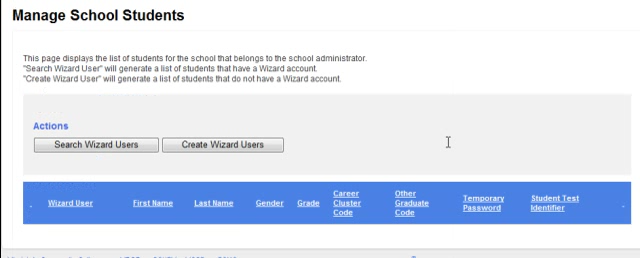 Manage School Students
This page displays the list of students for the school that belongs to the school administrator.
"Search Wizard User" will generate a list of students that have a Wizard account.
"Create Wizard User" will generate a list of students that do not have a Wizard account.
Actions
Search Wizard Users Create Wizard Users
Wizard User First Name Last Name Gender Grade Career Cluster Code Other Graduate Code Temporary Password Student Test Identifier